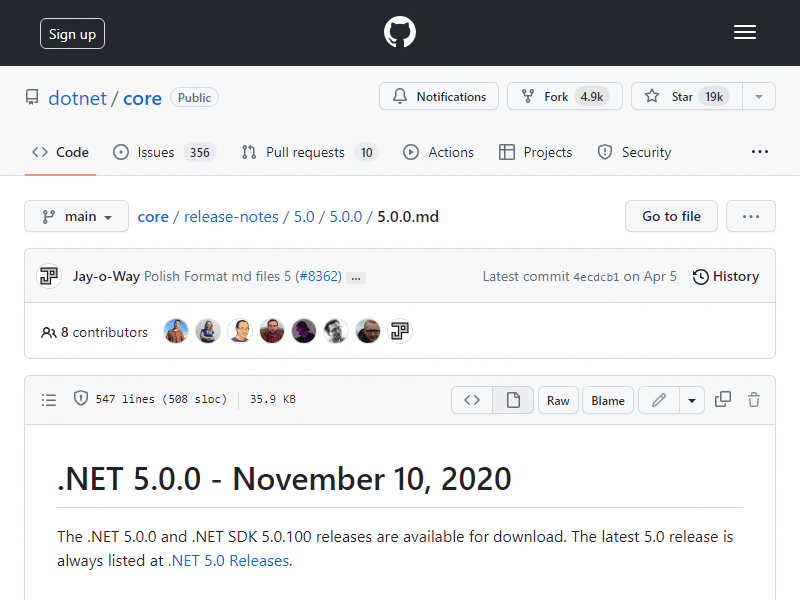 Sign up
dotnet / core Public
Notifications Fork 4.9k Star 19k
Code Issues 356 Pull requests 10 Actions Projects Security ...
main core / release-notes / 5.0 / 5.0.0 / 5.0.0.md Go to file ...
Jay-o-Way Polish Format md files 5 (#8362) ... Latest commit 4ecdcb1 on Apr 5 History
8 contributors
547 lines (508 sloc) 35.9 KB Raw Blame
.NET 5.0.0 - November 10, 2020
The .NET 5.0.0 and .NET SDK 5.0.100 releases are available for download. The latest 5.0 release is
always listed at .NET 5.0 Releases.